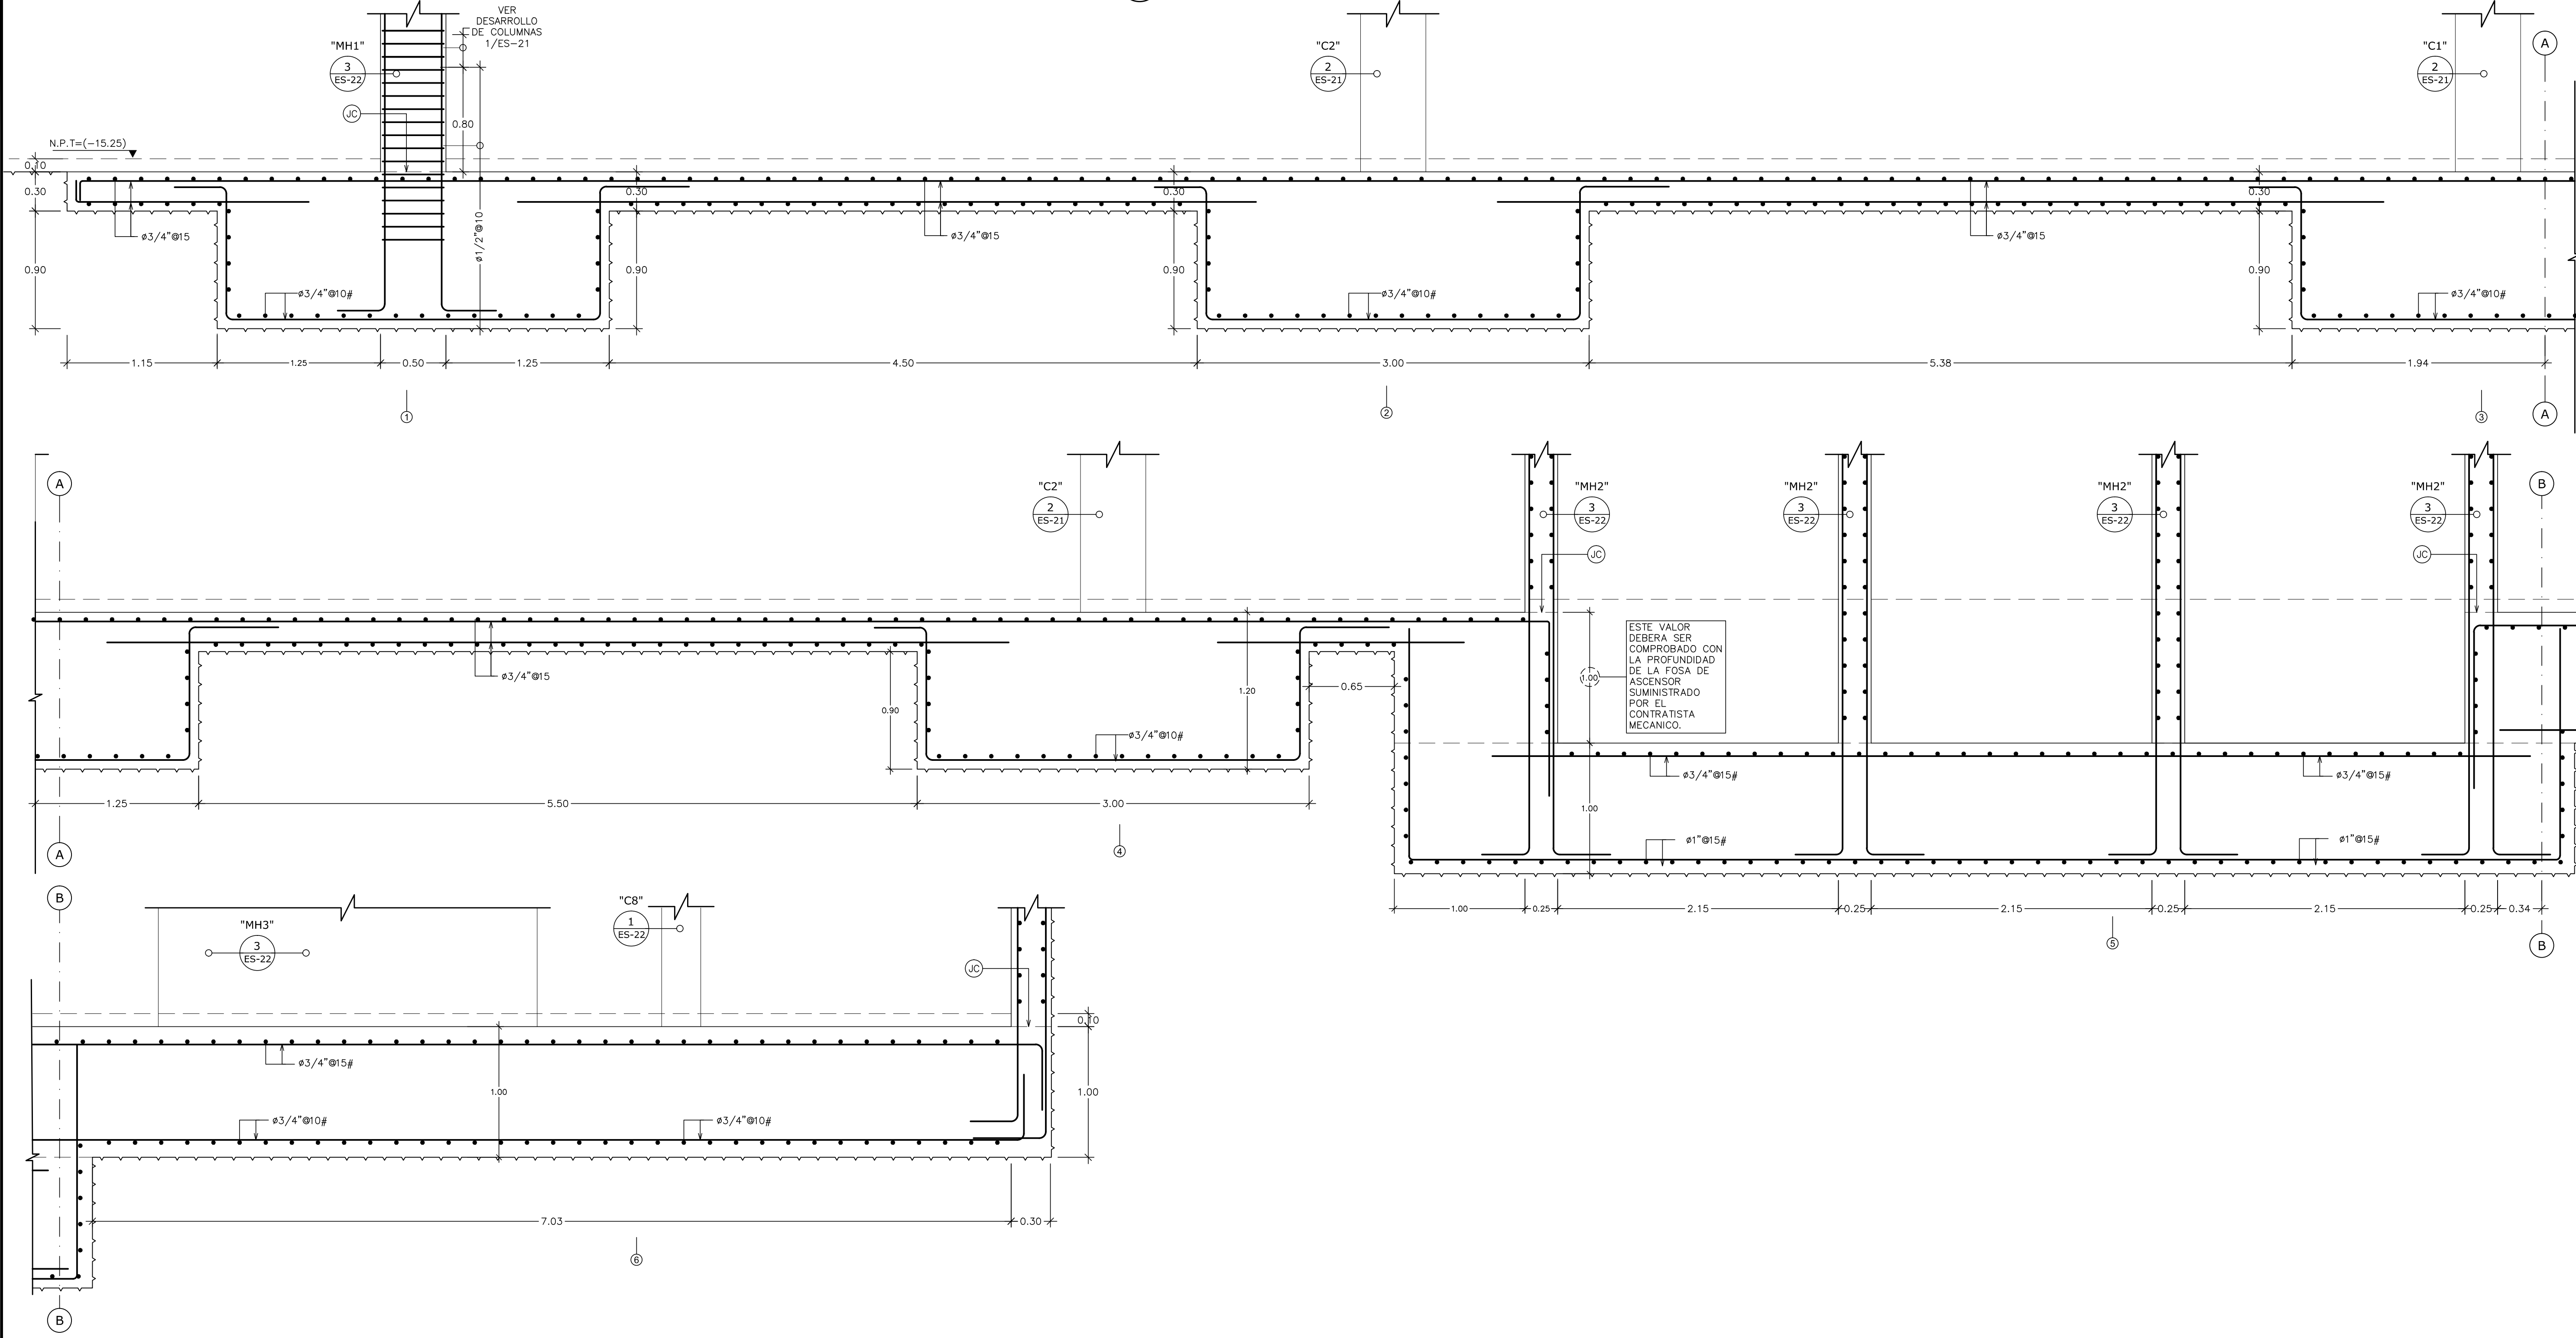 VER
DESARROLLO
DE COLUMNAS
1/ES-21
"MH1"
3
ES-22
JC
0.80
ø1/2"@10
"C2"
2
ES-21
"C1"
2
ES-21
A
N.P.T=(-15.25)
0.10
0.30
0.30
0.30
0.30
ø3/4"@15
ø3/4"@15
ø3/4"@15
0.90
0.90
0.90
0.90
ø3/4"@10#
ø3/4"@10#
ø3/4"@10#
1.15
1.25
0.50
1.25
4.50
3.00
5.38
1.94
1
2
3
A
A
"C2"
2
ES-21
"MH2"
3
ES-22
"MH2"
3
ES-22
"MH2"
3
ES-22
"MH2"
3
ES-22
B
JC
JC
ESTE VALOR
DEBERA SER
COMPROBADO CON
LA PROFUNDIDAD
DE LA FOSA DE
ASCENSOR
SUMINISTRADO
POR EL
CONTRATISTA
MECANICO.
1.00
ø3/4"@15
0.65
1.20
0.90
ø3/4"@10#
ø3/4"@15#
ø3/4"@15#
1.25
5.50
3.00
1.00
ø1"@15#
ø1"@15#
4
A
1.00
0.25
2.15
0.25
2.15
0.25
2.15
0.25
0.34
5
B
B
"MH3"
3
ES-22
"C8"
1
ES-22
JC
0.10
ø3/4"@15#
1.00
1.00
ø3/4"@10#
ø3/4"@10#
7.03
0.30
6
B